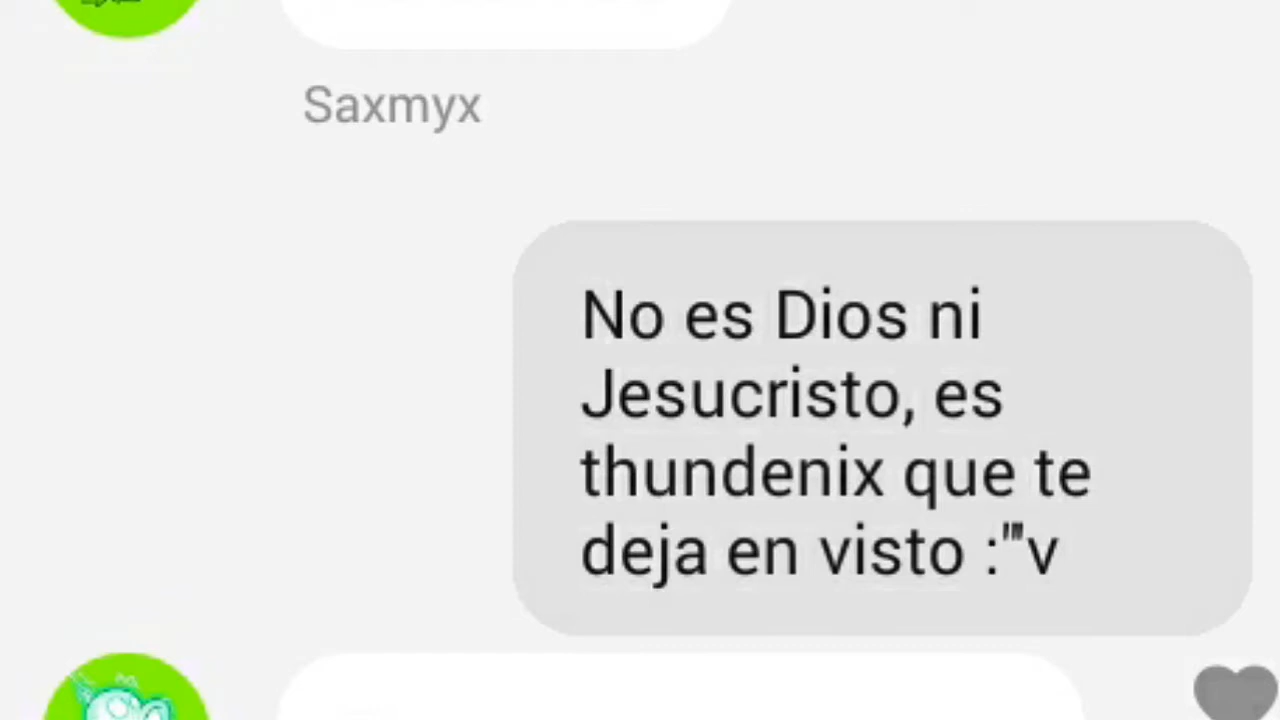 Saxmyx
No es Dios ni
Jesucristo, es
thundenix que te
deja en visto :'''v